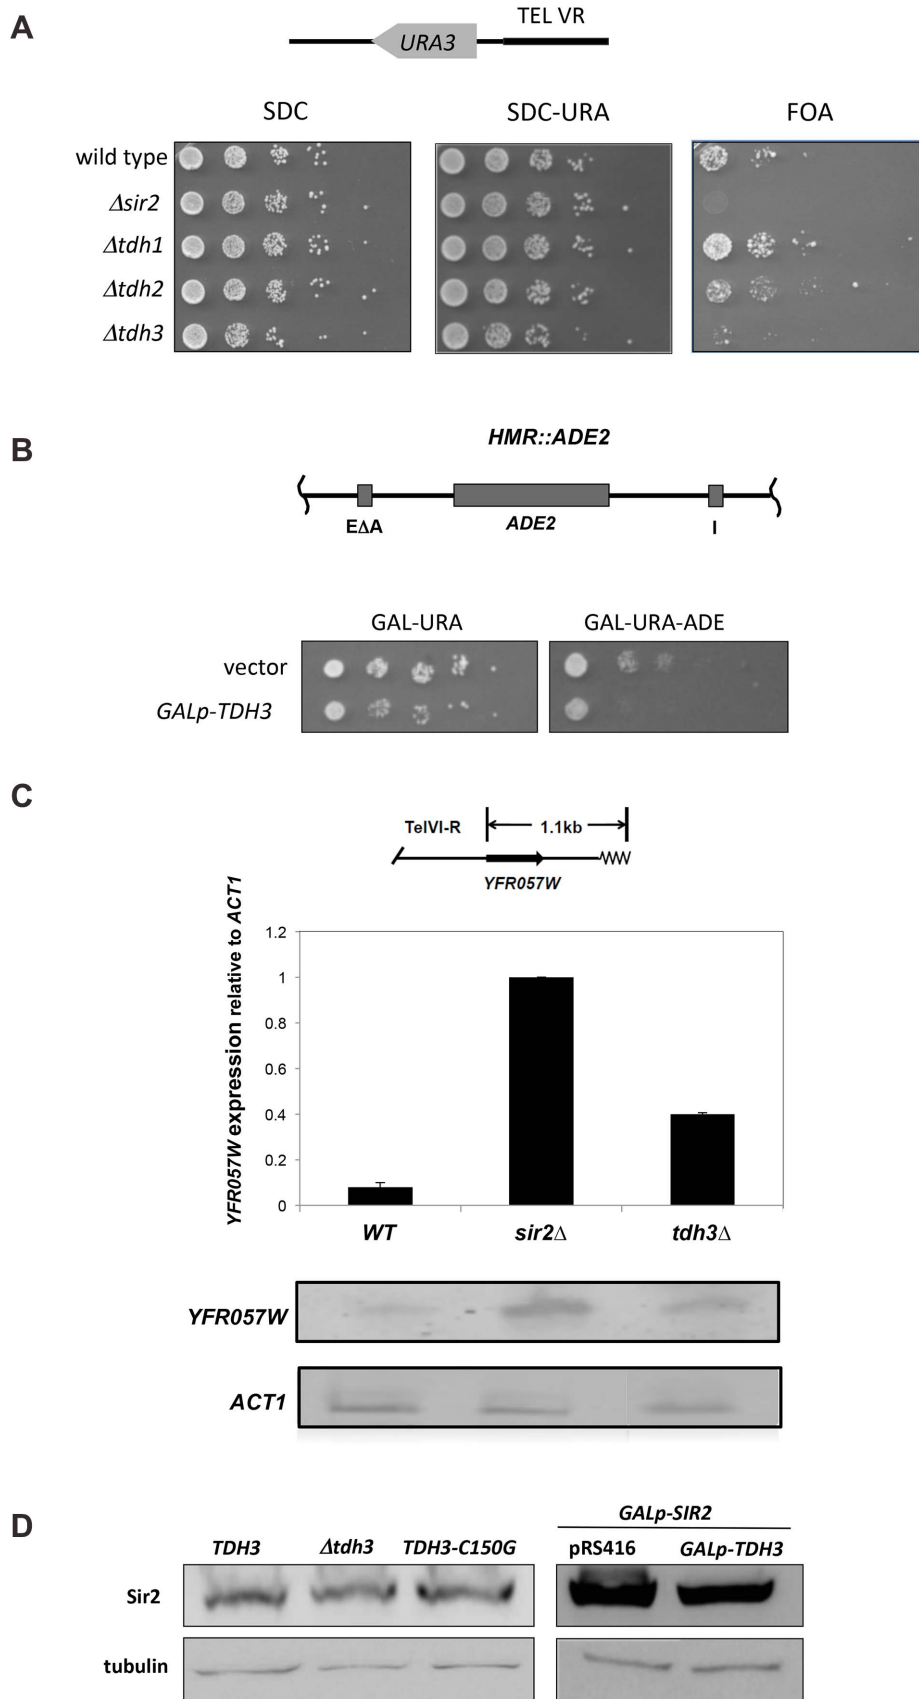 A
TEL VR
URA3
SDC SDC-URA FOA
wild type
Δsir2
Δtdh1
Δtdh2
Δtdh3
B
HMR::ADE2
EΔA ADE2 I
GAL-URA GAL-URA-ADE
vector
GALp-TDH3
C
TelVI-R 1.1kb
YFR057W
YFR057W expression relative to ACT1
1.2
1
0.8
0.6
0.4
0.2
0
WT sir2Δ tdh3Δ
YFR057W
ACT1
D
GALp-SIR2
TDH3 Δtdh3 TDH3-C150G pRS416 GALp-TDH3
Sir2
tubulin